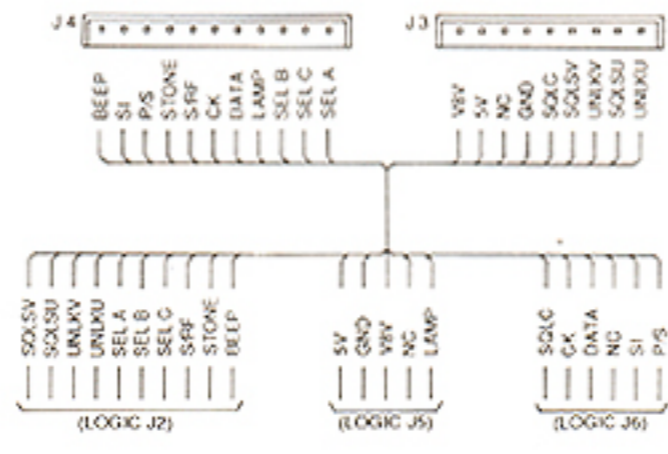 J4
J3
BEEP SI P/S STONE S/RF CK DATA LAMP SEL B SEL C SEL A
V8V 5V NC GND SQLC SQLSV UNLKV SQLSU UNLKU
SQLSV SQLSU UNLKV UNLKU SEL A SEL B SEL C S/RF STONE BEEP
5V GND V8V NC LAMP
SQLC CK DATA NC SI P/S
(LOGIC J2)
(LOGIC J5)
(LOGIC J6)